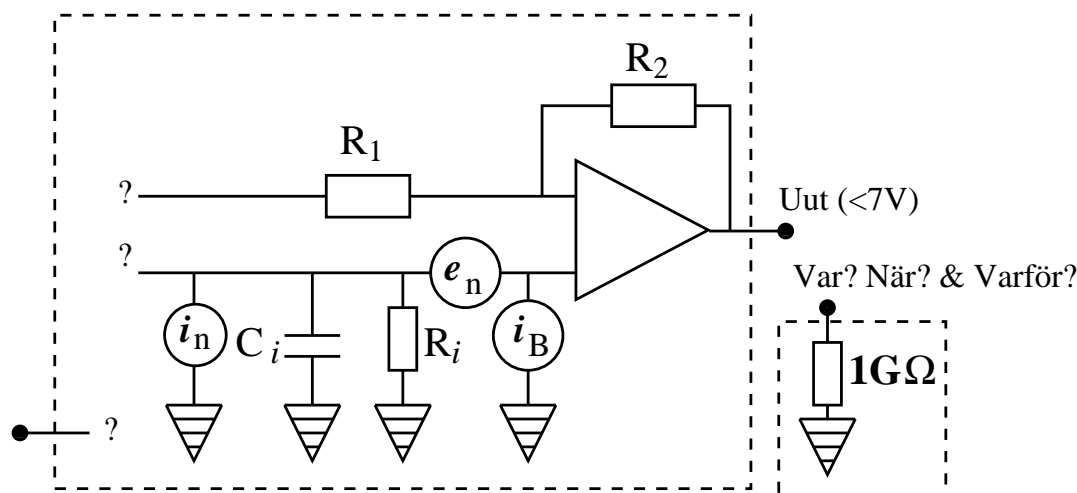 R2
R1
?
Uut (<7V)
?
en
Var? När? & Varför?
in
Ci
Ri
iB
1GΩ
?